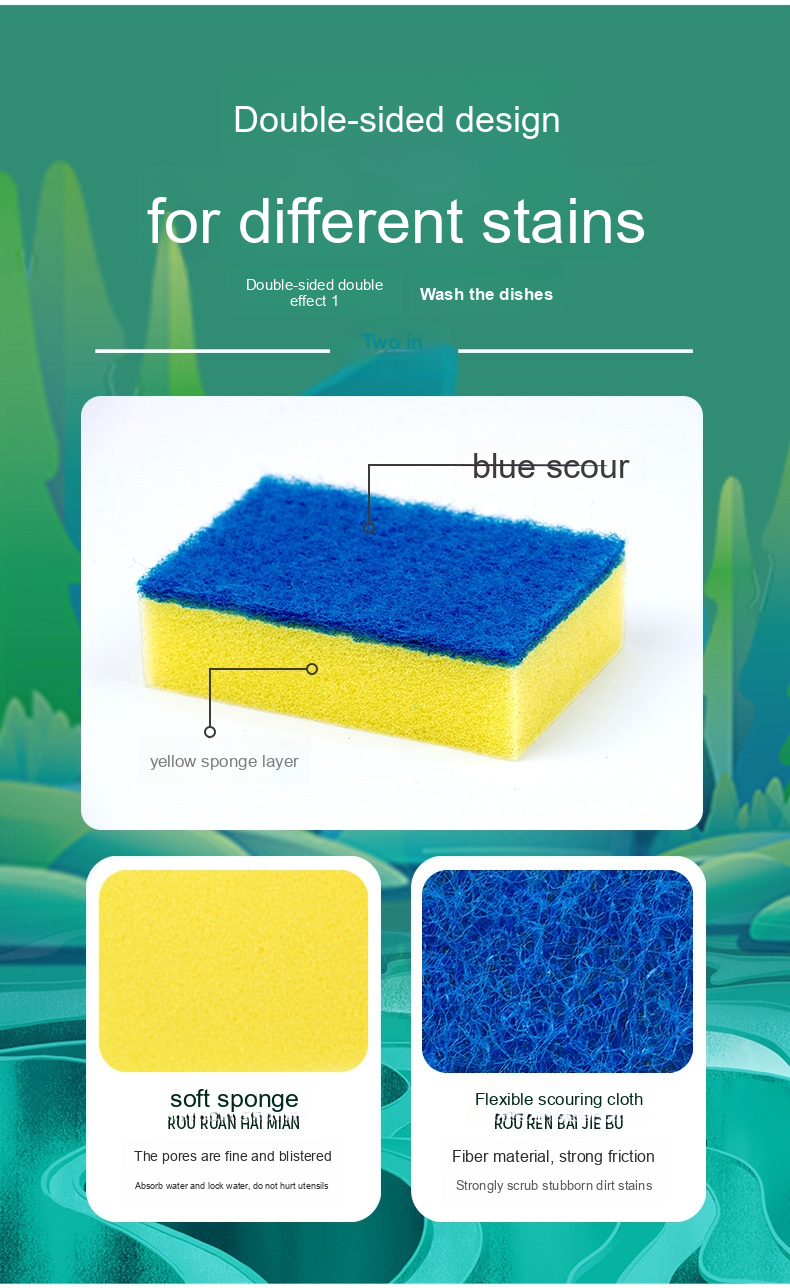 Double-sided design
for different stains
Double-sided double
effect 1
Wash the dishes
Two in
blue scour
yellow sponge layer
soft sponge
ROU RUAN HAI MIAN
The pores are fine and blistered
Absorb water and lock water, do not hurt utensils
Flexible scouring cloth
ROU REN BAI JIE BU
Fiber material, strong friction
Strongly scrub stubborn dirt stains